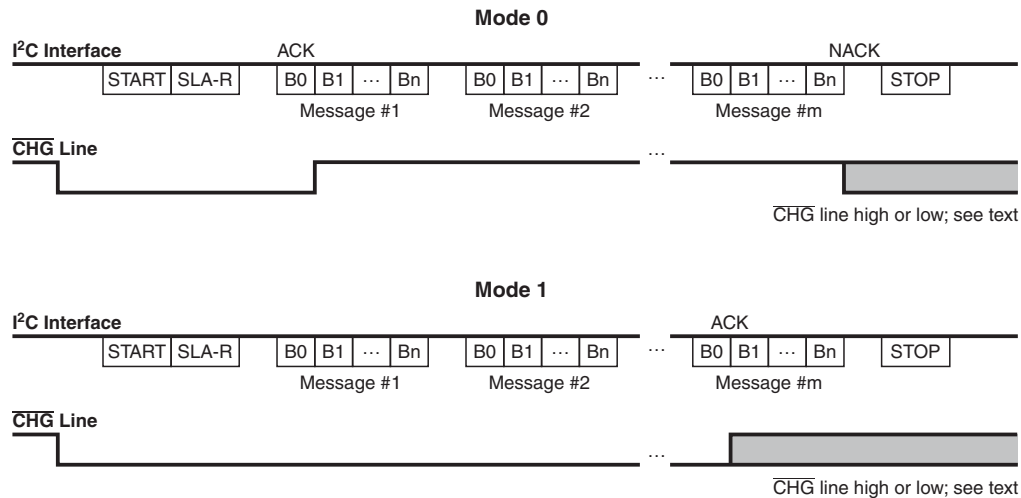 Mode 0
I²C Interface ACK NACK
START SLA-R B0 B1 ... Bn B0 B1 ... Bn ... B0 B1 ... Bn STOP
Message #1 Message #2 Message #m
CHG Line
...
CHG line high or low; see text
Mode 1
I²C Interface ACK
START SLA-R B0 B1 ... Bn B0 B1 ... Bn ... B0 B1 ... Bn STOP
Message #1 Message #2 Message #m
CHG Line
...
CHG line high or low; see text